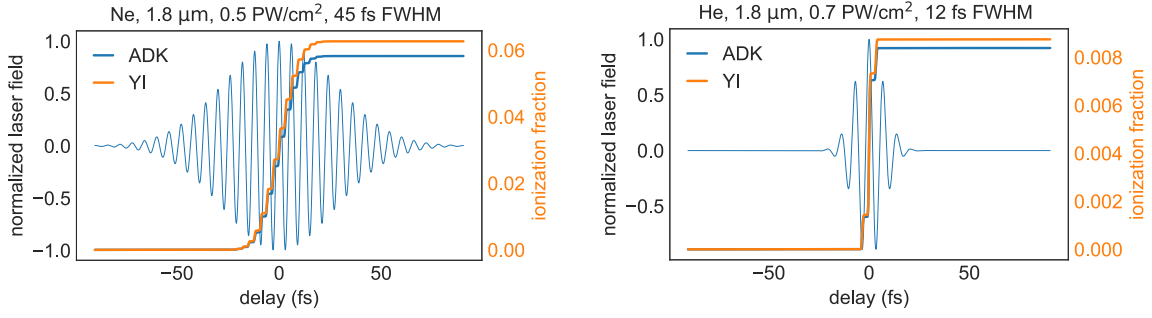 Ne, 1.8 μm, 0.5 PW/cm², 45 fs FWHM
normalized laser field
1.0
0.5
0.0
−0.5
−1.0
ADK
YI
0.06
0.04
0.02
0.00
ionization fraction
−50
0
50
delay (fs)
He, 1.8 μm, 0.7 PW/cm², 12 fs FWHM
normalized laser field
1.0
0.5
0.0
−0.5
ADK
YI
0.008
0.006
0.004
0.002
0.000
ionization fraction
−50
0
50
delay (fs)